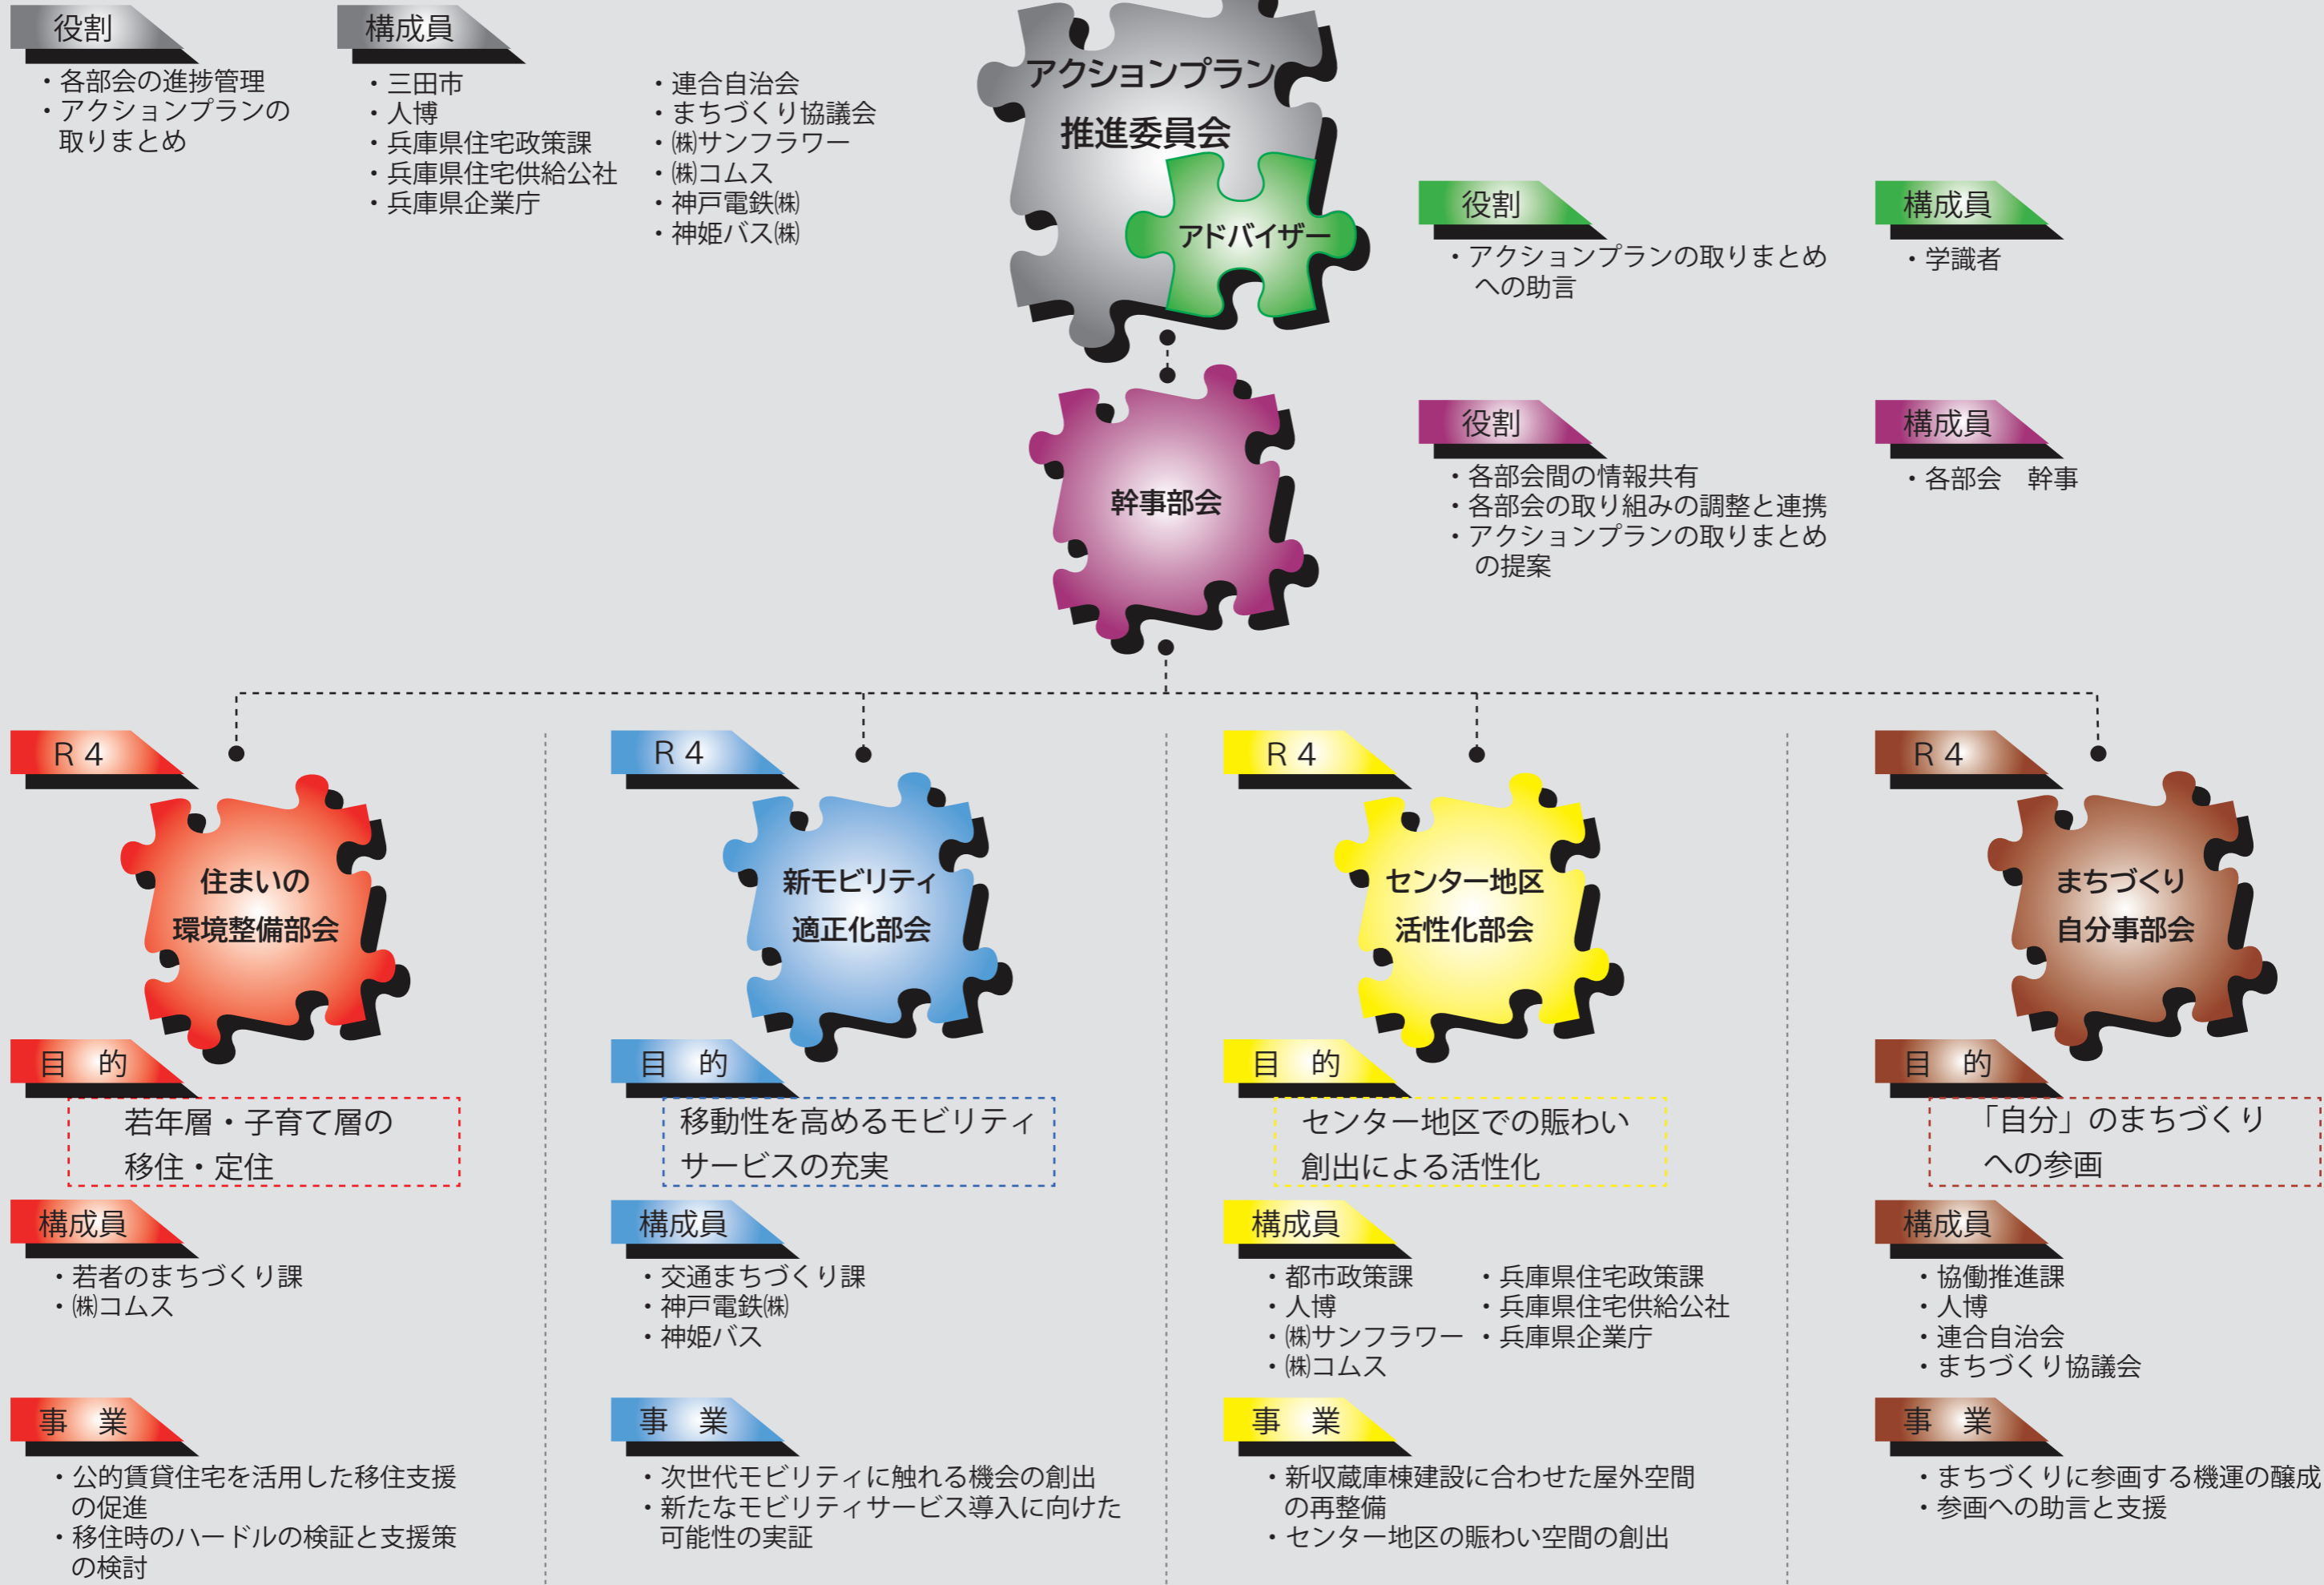 役割
・各部会の進捗管理
・アクションプランの
取りまとめ
構成員
・三田市
・人博
・兵庫県住宅政策課
・兵庫県住宅供給公社
・兵庫県企業庁
・連合自治会
・まちづくり協議会
・㈱サンフラワー
・㈱コムス
・神戸電鉄㈱
・神姫バス㈱
アクションプラン
推進委員会
アドバイザー
役割
・アクションプランの取りまとめ
への助言
構成員
・学識者
幹事部会
役割
・各部会間の情報共有
・各部会の取り組みの調整と連携
・アクションプランの取りまとめ
の提案
構成員
・各部会　幹事
Ｒ４
住まいの
環境整備部会
目　的
若年層・子育て層の
移住・定住
構成員
・若者のまちづくり課
・㈱コムス
事　業
・公的賃貸住宅を活用した移住支援
の促進
・移住時のハードルの検証と支援策
の検討
Ｒ４
新モビリティ
適正化部会
目　的
移動性を高めるモビリティ
サービスの充実
構成員
・交通まちづくり課
・神戸電鉄㈱
・神姫バス
事　業
・次世代モビリティに触れる機会の創出
・新たなモビリティサービス導入に向けた
可能性の実証
Ｒ４
センター地区
活性化部会
目　的
センター地区での賑わい
創出による活性化
構成員
・都市政策課
・人博
・㈱サンフラワー
・㈱コムス
・兵庫県住宅政策課
・兵庫県住宅供給公社
・兵庫県企業庁
事　業
・新収蔵庫棟建設に合わせた屋外空間
の再整備
・センター地区の賑わい空間の創出
Ｒ４
まちづくり
自分事部会
目　的
「自分」のまちづくり
への参画
構成員
・協働推進課
・人博
・連合自治会
・まちづくり協議会
事　業
・まちづくりに参画する機運の醸成
・参画への助言と支援